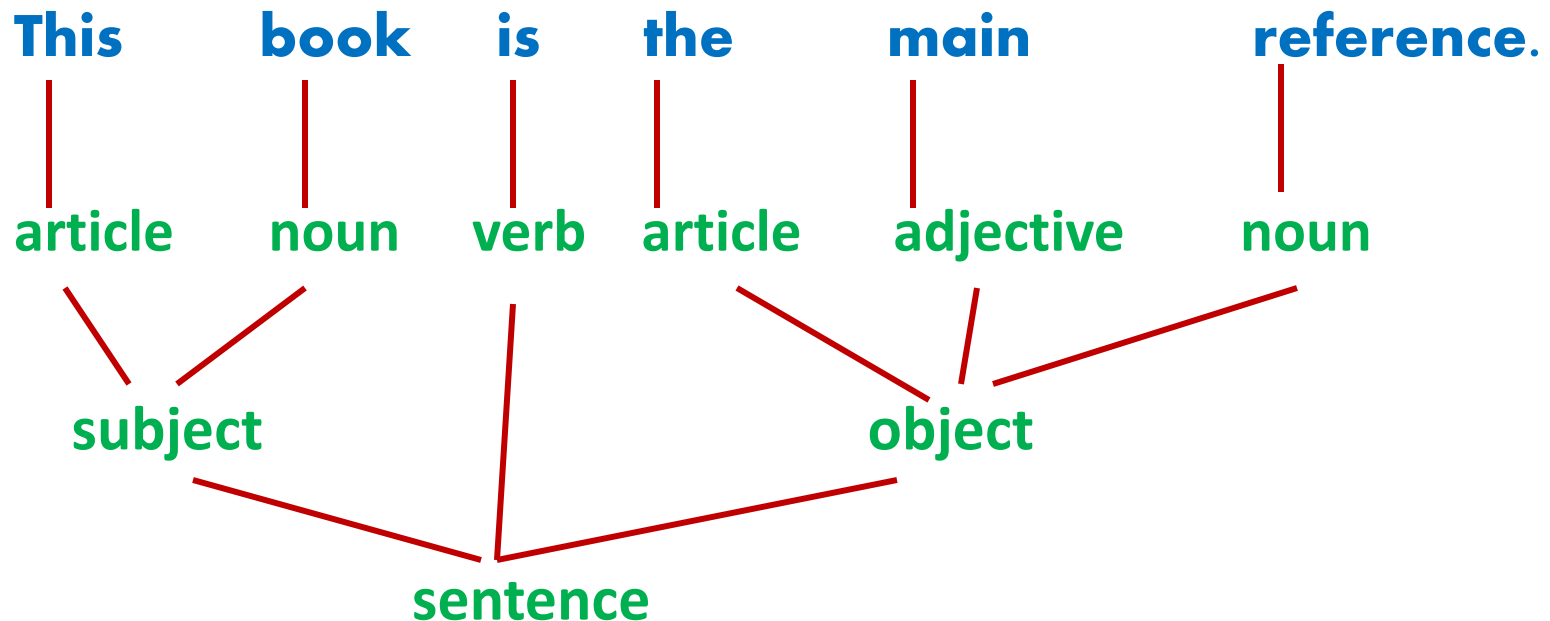 This book is the main reference.
article noun verb article adjective noun
subject object
sentence